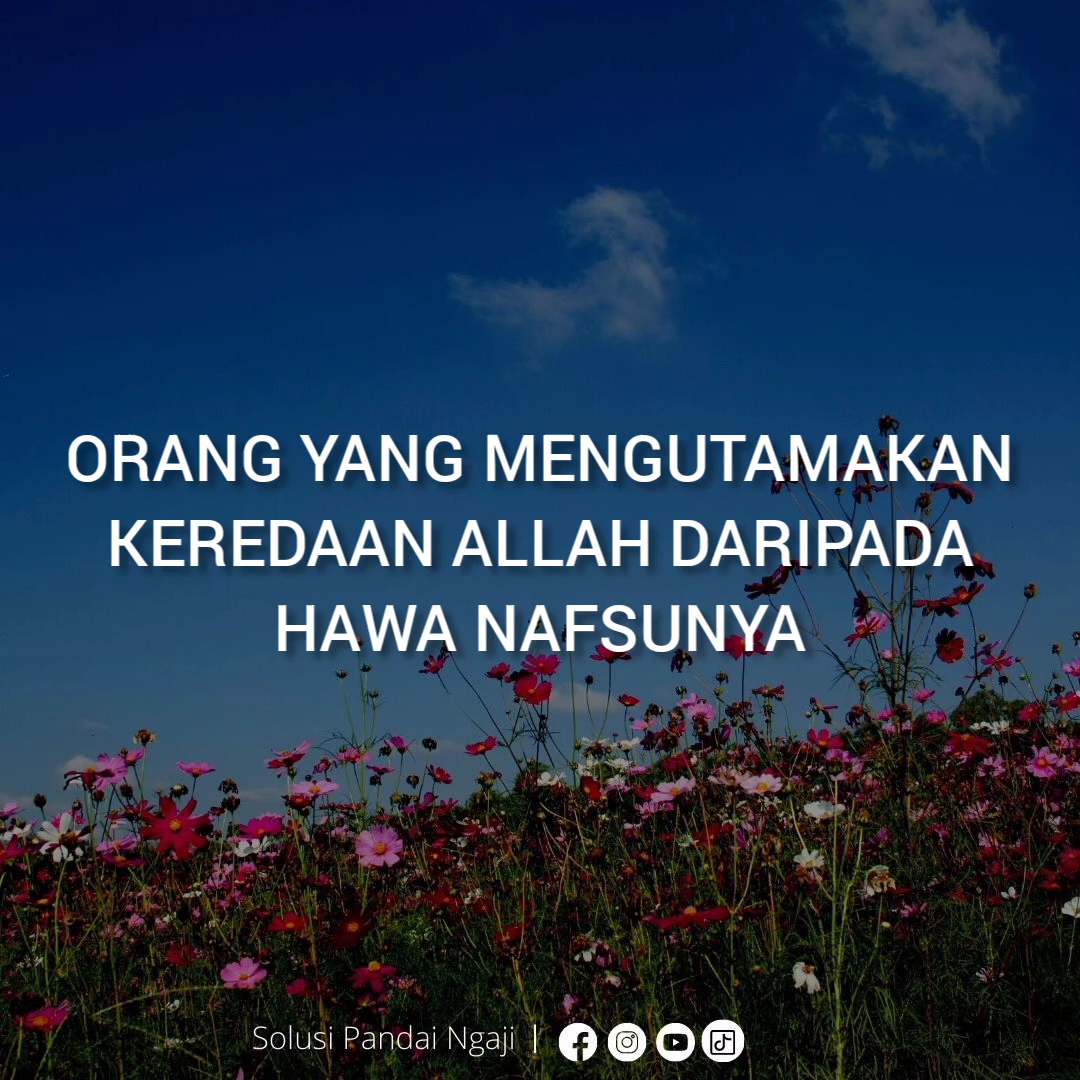 ORANG YANG MENGUTAMAKAN
KEREDAAN ALLAH DARIPADA
HAWA NAFSUNYA
Solusi Pandai Ngaji |